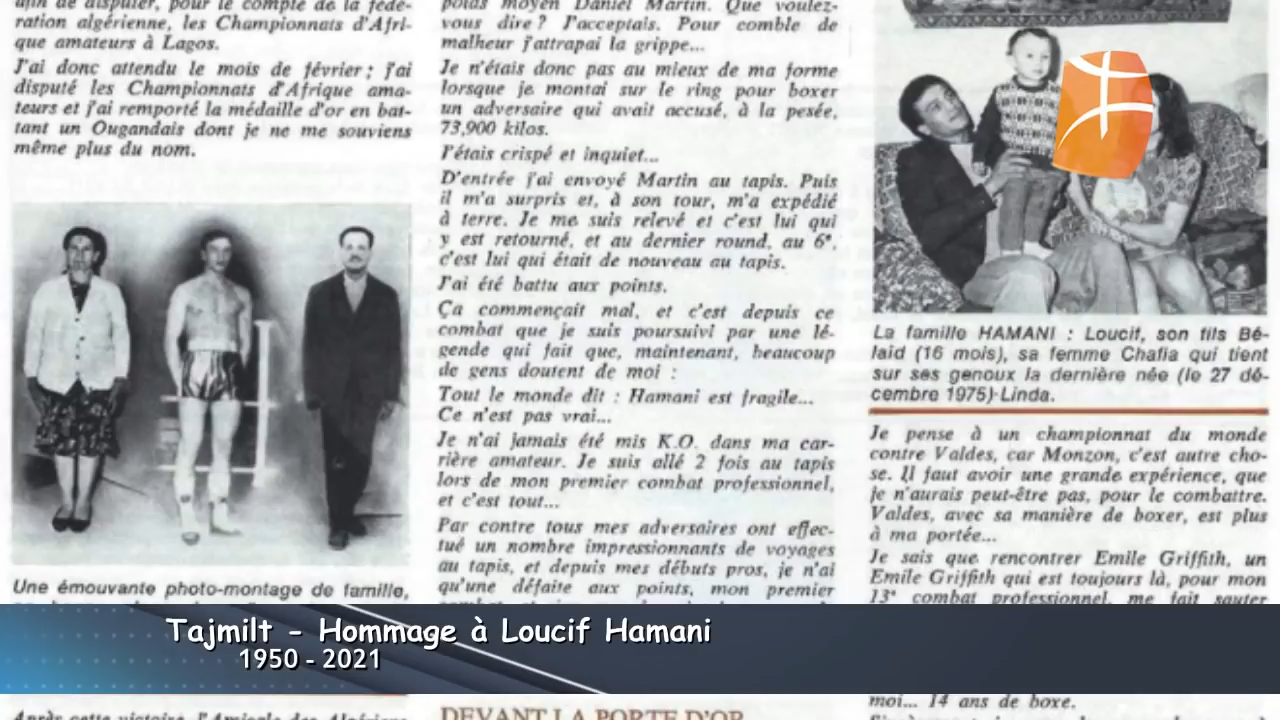 afin de disputer, pour le compte de la fédé-
ration algérienne, les Championnats d'Afri-
que amateurs à Lagos.
J'ai donc attendu le mois de février ; j'ai
disputé les Championnats d'Afrique ama-
teurs et j'ai remporté la médaille d'or en bat-
tant un Ougandais dont je ne me souviens
même plus du nom.
Une émouvante photo-montage de famille,
poids moyen Daniel Martin. Que voulez-
vous dire ? J'acceptais. Pour comble de
malheur j'attrapai la grippe...
Je n'étais donc pas au mieux de ma forme
lorsque je montai sur le ring pour boxer
un adversaire qui avait accusé, à la pesée,
73,900 kilos.
J'étais crispé et inquiet...
D'entrée j'ai envoyé Martin au tapis. Puis
il m'a surpris et, à son tour, m'a expédié
à terre. Je me suis relevé et c'est lui qui
y est retourné, et au dernier round, au 6e,
c'est lui qui était de nouveau au tapis.
J'ai été battu aux points.
Ça commençait mal, et c'est depuis ce
combat que je suis poursuivi par une lé-
gende qui fait que, maintenant, beaucoup
de gens doutent de moi :
Tout le monde dit : Hamani est fragile...
Ce n'est pas vrai...
Je n'ai jamais été mis K.O. dans ma car-
rière amateur. Je suis allé 2 fois au tapis
lors de mon premier combat professionnel,
et c'est tout...
Par contre tous mes adversaires ont effec-
tué un nombre impressionnants de voyages
au tapis, et depuis mes débuts pros, je n'ai
qu'une défaite aux points, mon premier
La famille HAMANI : Loucif, son fils Bé-
laid (16 mois), sa femme Chafia qui tient
sur ses genoux la dernière née (le 27 dé-
cembre 1975) Linda.
Je pense à un championnat du monde
contre Valdes, car Monzon, c'est autre cho-
se. Il faut avoir une grande expérience, que
je n'aurais peut-être pas, pour le combattre.
Valdes, avec sa manière de boxer, est plus
à ma portée...
Je sais que rencontrer Emile Griffith, un
Emile Griffith qui est toujours là, pour mon
13e combat professionnel, me fait sauter
Tajmilt - Hommage à Loucif Hamani
1950 - 2021
Après cette victoire, l'Amicale des Algériens
DEVANT LA PORTE D'OR
moi... 14 ans de boxe.